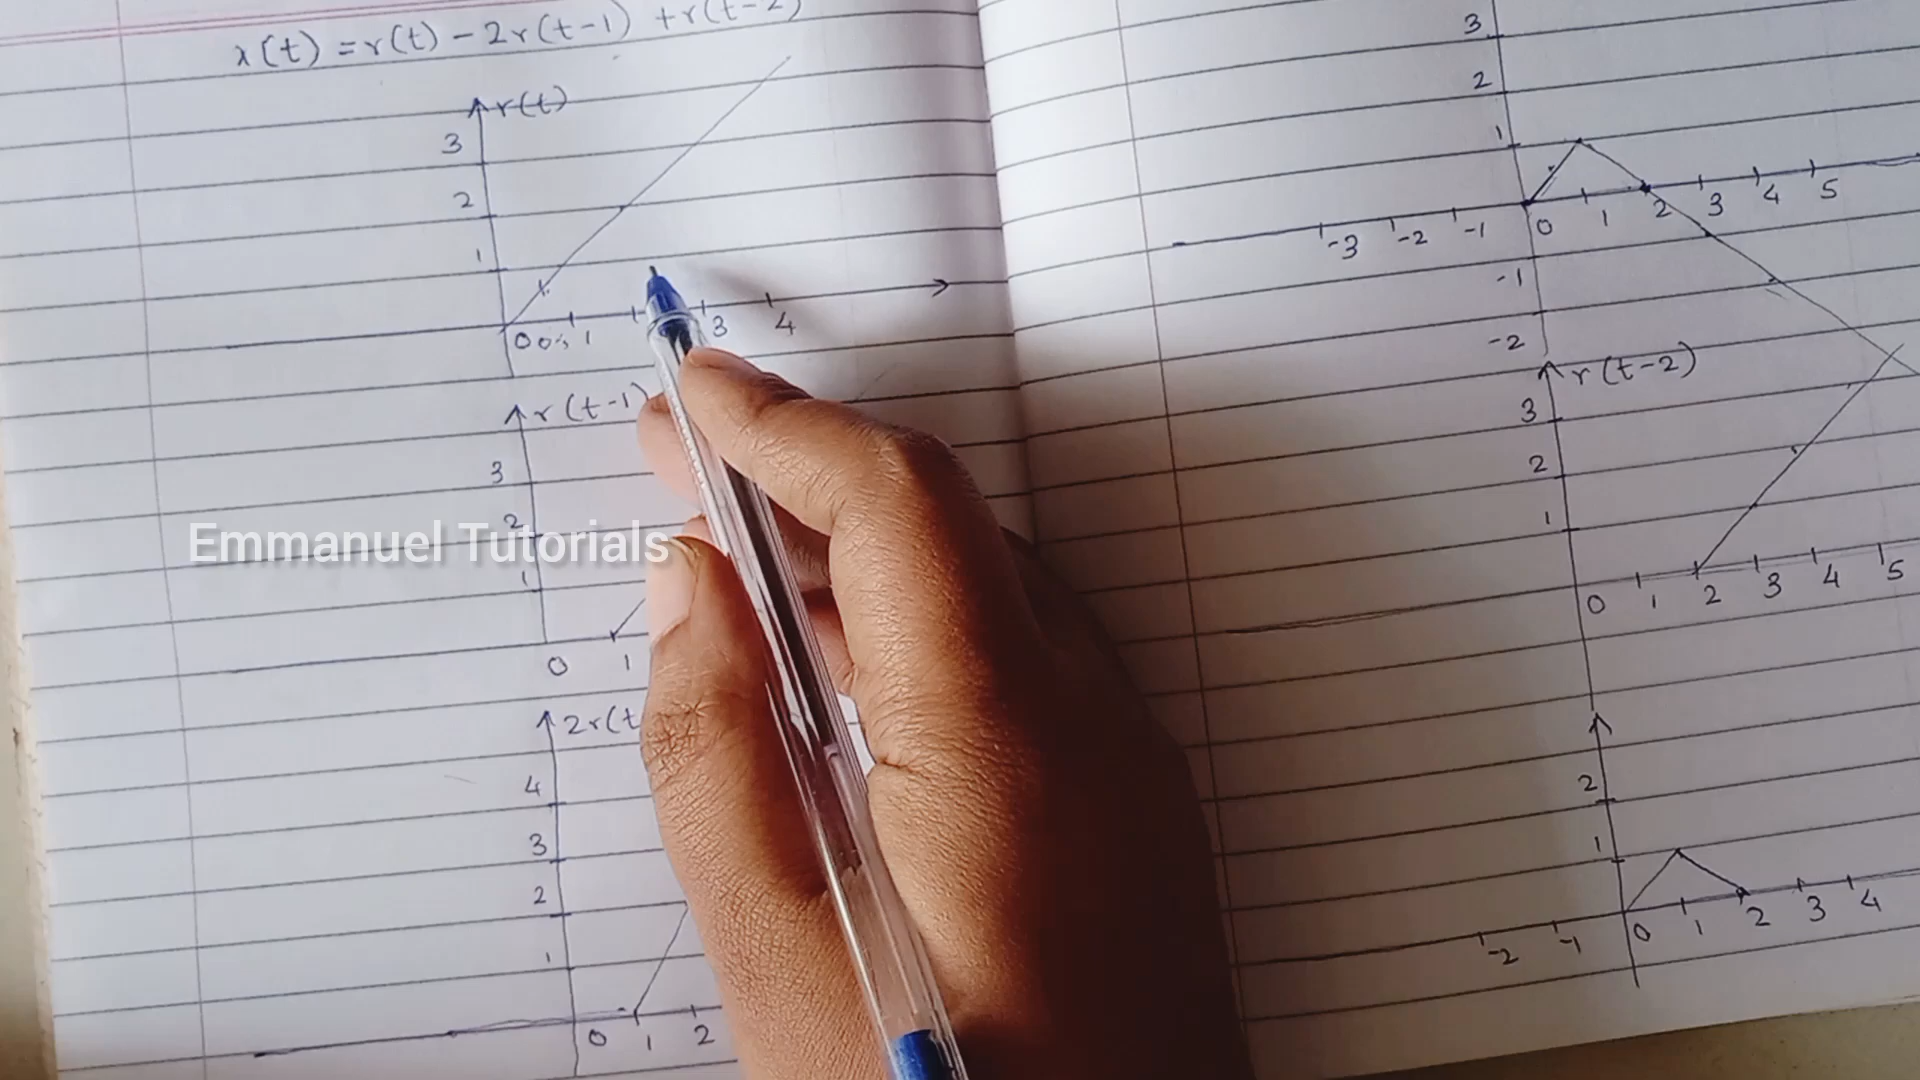 x(t) = r(t) - 2r(t-1) + r(t-2)
r(t)
3
2
1
0 0.5 1 3 4
r(t-1)
3
2
1
0 1
2r(t
4
3
2
1
0 1 2
Emmanuel Tutorials
3
2
1
-3 -2 -1 0 1 2 3 4 5
-1
-2
r(t-2)
3
2
1
0 1 2 3 4 5
2
1
-2 -1 0 1 2 3 4